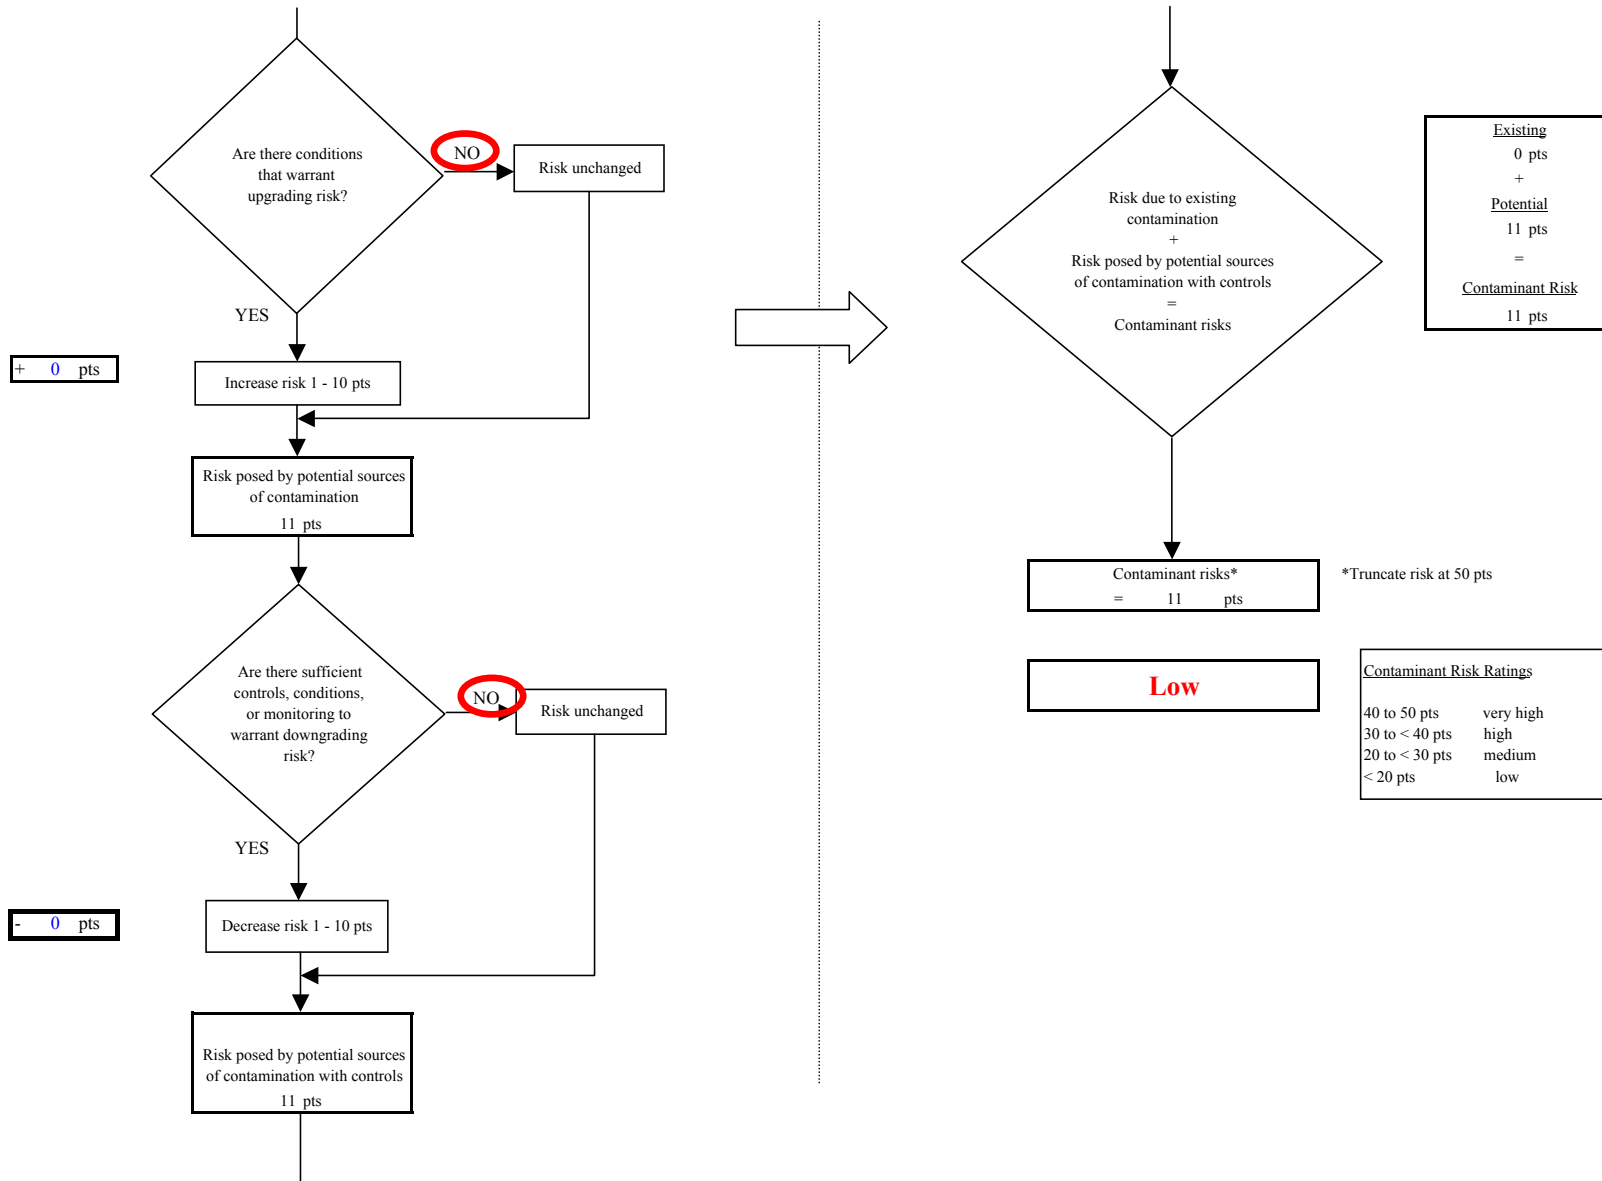 Are there conditions
that warrant
upgrading risk?
NO
Risk unchanged
YES
+ 0 pts
Increase risk 1 - 10 pts
Risk posed by potential sources
of contamination
11 pts
Are there sufficient
controls, conditions,
or monitoring to
warrant downgrading
risk?
NO
Risk unchanged
YES
- 0 pts
Decrease risk 1 - 10 pts
Risk posed by potential sources
of contamination with controls
11 pts
Risk due to existing
contamination
+
Risk posed by potential sources
of contamination with controls
=
Contaminant risks
Existing
0 pts
+
Potential
11 pts
=
Contaminant Risk
11 pts
Contaminant risks*
= 11 pts
*Truncate risk at 50 pts
Low
Contaminant Risk Ratings
40 to 50 pts very high
30 to < 40 pts high
20 to < 30 pts medium
< 20 pts low